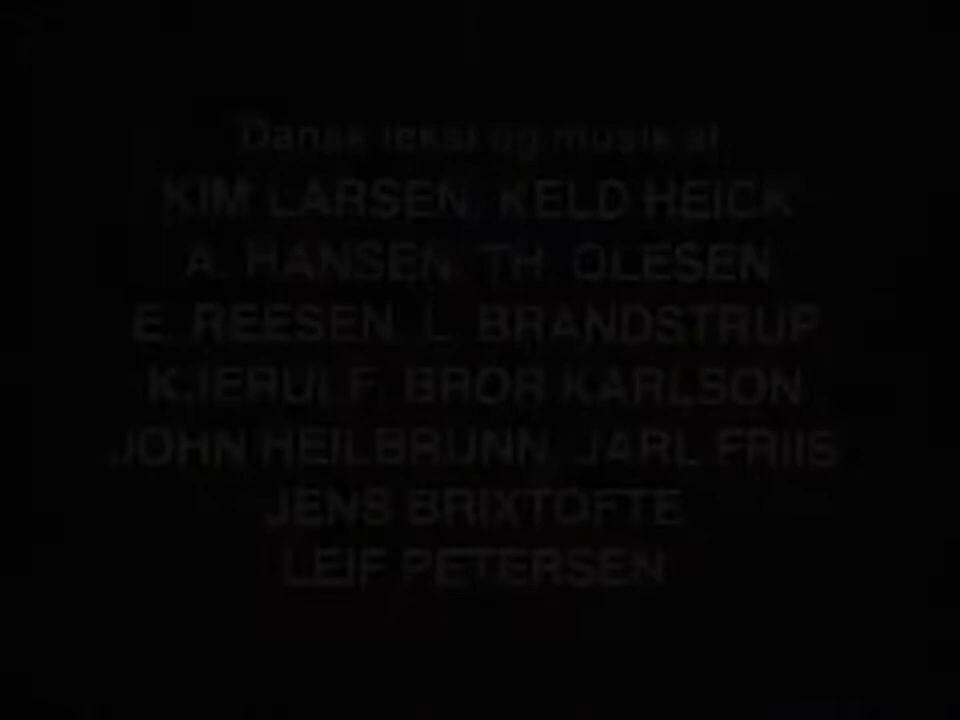 Dansk tekst og musik af
KIM LARSEN, KELD HEICK
A. HANSEN, TH. OLESEN
E. REESEN, L. BRANDSTRUP
KJERULF, BROR KARLSON
JOHN HEILBRUNN, JARL FRIIS
JENS BRIXTOFTE
LEIF PETERSEN